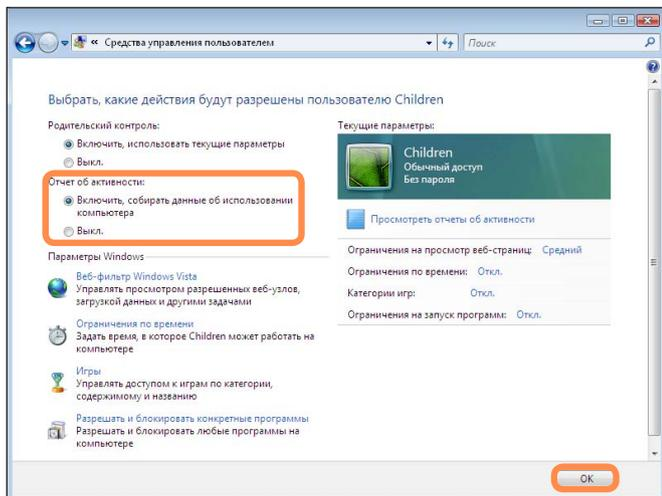 « Средства управления пользователем
Поиск
Выбрать, какие действия будут разрешены пользователю Children
Родительский контроль:
Включить, использовать текущие параметры
Выкл.
Отчет об активности:
Включить, собирать данные об использовании
компьютера
Выкл.
Параметры Windows
Веб-фильтр Windows Vista
Управлять просмотром разрешенных веб-узлов,
загрузкой данных и другими задачами
Ограничения по времени
Задать время, в которое Children может работать на
компьютере
Игры
Управлять доступом к играм по категории,
содержимому и названию
Разрешать и блокировать конкретные программы
Разрешать и блокировать любые программы на
компьютере
Текущие параметры:
Children
Обычный доступ
Без пароля
Просмотреть отчеты об активности
Ограничения на просмотр веб-страниц: Средний
Ограничения по времени: Откл.
Категории игр: Откл.
Ограничения на запуск программ: Откл.
OK